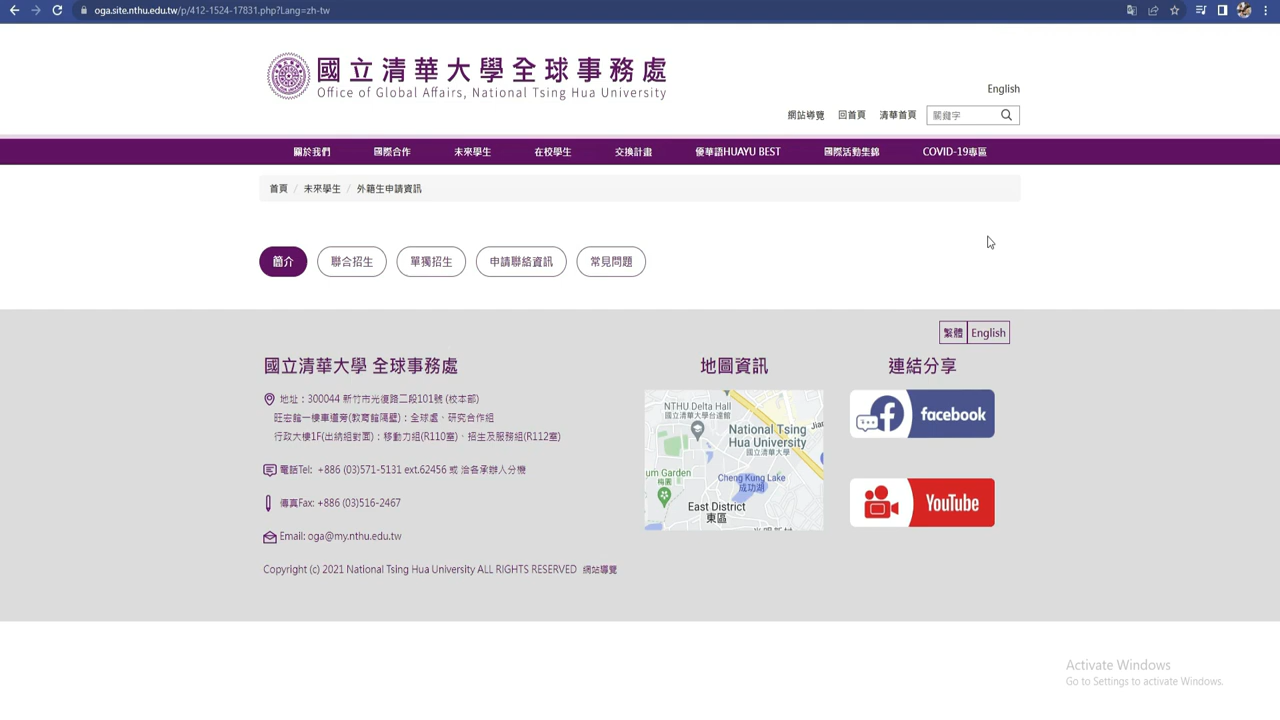 oga.site.nthu.edu.tw/p/412-1524-17831.php?Lang=zh-tw
國立清華大學全球事務處
Office of Global Affairs, National Tsing Hua University
English
網站導覽 回首頁 清華首頁 關鍵字
關於我們 國際合作 未來學生 在校學生 交換計畫 優華語HUAYU BEST 國際活動集錦 COVID-19專區
首頁 / 未來學生 / 外籍生申請資訊
簡介 聯合招生 單獨招生 申請聯絡資訊 常見問題
繁體 English
國立清華大學 全球事務處
地址：300044 新竹市光復路二段101號 (校本部)
旺宏館一樓車道旁(教育館隔壁)：全球處、研究合作組
行政大樓1F(出納組對面)：移動力組(R110室)、招生及服務組(R112室)
電話Tel: +886 (03)571-5131 ext.62456 或 洽各承辦人分機
傳真Fax: +886 (03)516-2467
Email: oga@my.nthu.edu.tw
Copyright (c) 2021 National Tsing Hua University ALL RIGHTS RESERVED 網站導覽
地圖資訊
NTHU Delta Hall
國立清華大學台達館
National Tsing
Hua University
國立清華大學
um Garden
梅園
Cheng Kung Lake
成功湖
East District
東區
連結分享
facebook
YouTube
Activate Windows
Go to Settings to activate Windows.